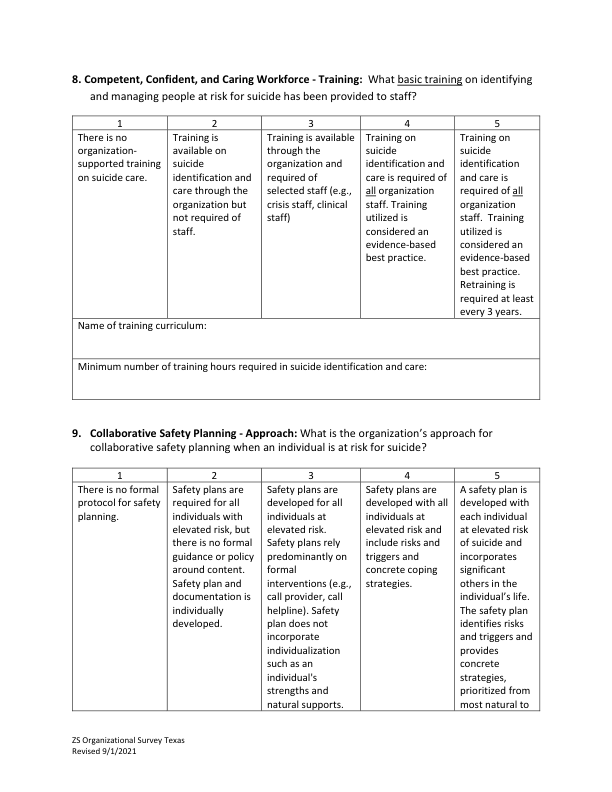 8. Competent, Confident, and Caring Workforce - Training:  What basic training on identifying
and managing people at risk for suicide has been provided to staff?
1
There is no
organization-
supported training
on suicide care.
2
Training is
available on
suicide
identification and
care through the
organization but
not required of
staff.
3
Training is available
through the
organization and
required of
selected staff (e.g.,
crisis staff, clinical
staff)
4
Training on
suicide
identification and
care is required of
all organization
staff. Training
utilized is
considered an
evidence-based
best practice.
5
Training on
suicide
identification
and care is
required of all
organization
staff.  Training
utilized is
considered an
evidence-based
best practice.
Retraining is
required at least
every 3 years.
Name of training curriculum:
Minimum number of training hours required in suicide identification and care:
9. Collaborative Safety Planning - Approach: What is the organization’s approach for
collaborative safety planning when an individual is at risk for suicide?
1
There is no formal
protocol for safety
planning.
2
Safety plans are
required for all
individuals with
elevated risk, but
there is no formal
guidance or policy
around content.
Safety plan and
documentation is
individually
developed.
3
Safety plans are
developed for all
individuals at
elevated risk.
Safety plans rely
predominantly on
formal
interventions (e.g.,
call provider, call
helpline). Safety
plan does not
incorporate
individualization
such as an
individual’s
strengths and
natural supports.
4
Safety plans are
developed with all
individuals at
elevated risk and
include risks and
triggers and
concrete coping
strategies.
5
A safety plan is
developed with
each individual
at elevated risk
of suicide and
incorporates
significant
others in the
individual’s life.
The safety plan
identifies risks
and triggers and
provides
concrete
strategies,
prioritized from
most natural to
ZS Organizational Survey Texas
Revised 9/1/2021